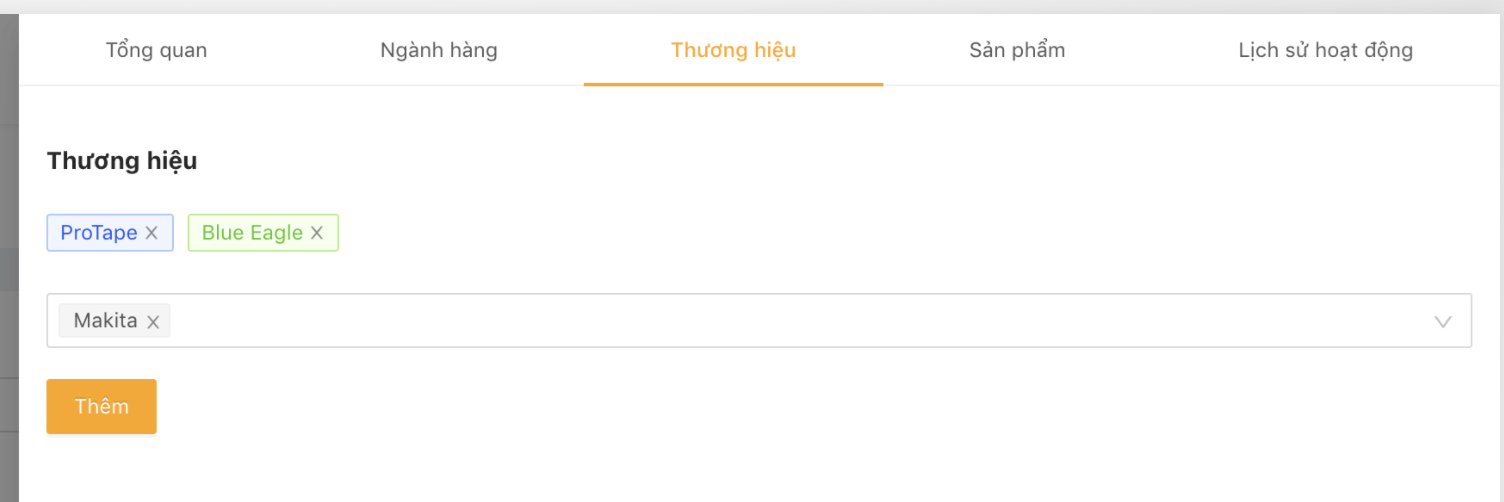 Tổng quan Ngành hàng Thương hiệu Sản phẩm Lịch sử hoạt động
Thương hiệu
ProTape Blue Eagle
Makita
Thêm